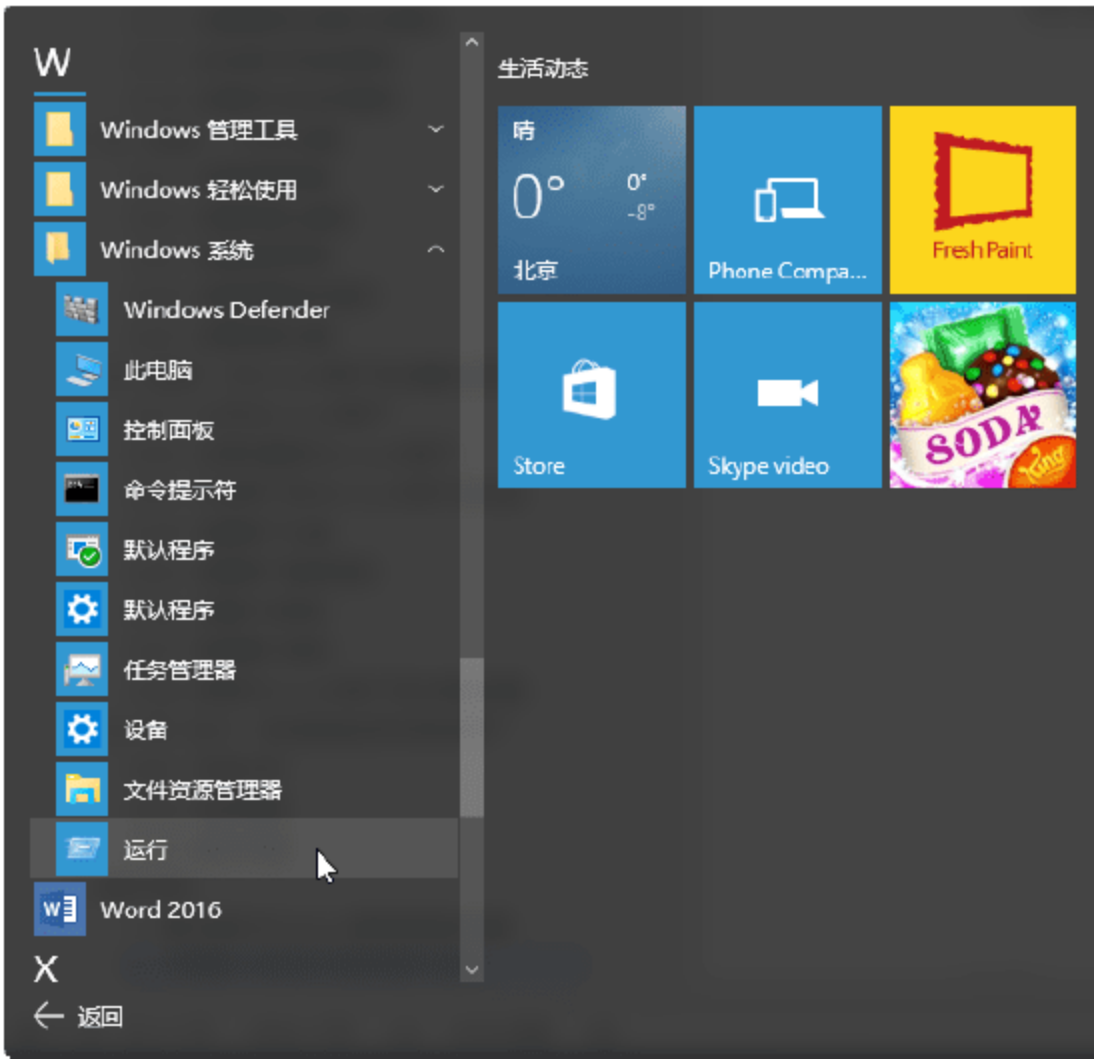 W
Windows 管理工具
Windows 轻松使用
Windows 系统
Windows Defender
此电脑
控制面板
命令提示符
默认程序
默认程序
任务管理器
设备
文件资源管理器
运行
Word 2016
X
返回
生活动态
晴
0°
0°
-8°
北京
Phone Compa...
Fresh Paint
Store
Skype video
SODA
King